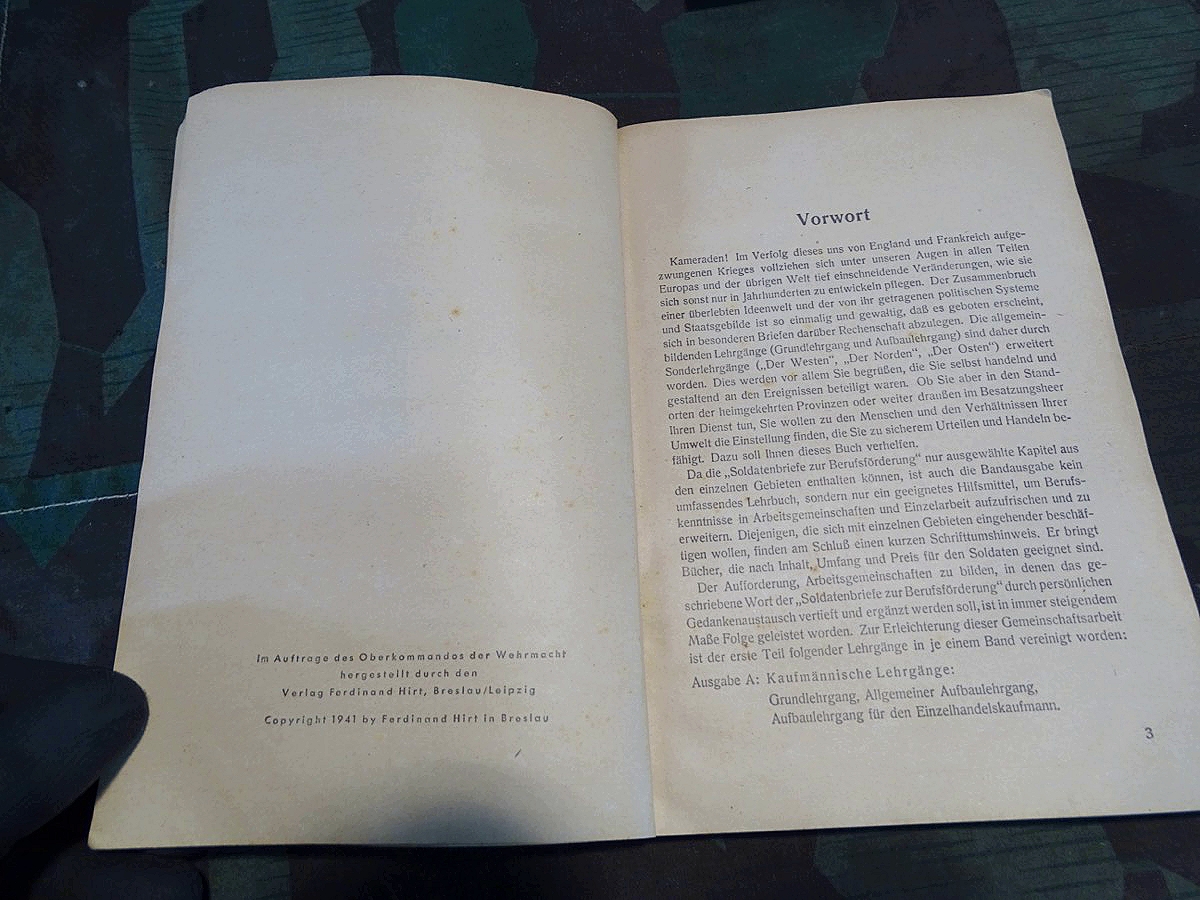 Im Auftrage des Oberkommandos der Wehrmacht
hergestellt durch den
Verlag Ferdinand Hirt, Breslau/Leipzig
Copyright 1941 by Ferdinand Hirt in Breslau
Vorwort
Kameraden! Im Verfolg dieses uns von England und Frankreich aufge-
zwungenen Krieges vollziehen sich unter unseren Augen in allen Teilen
Europas und der übrigen Welt tief einschneidende Veränderungen, wie sie
sich sonst nur in Jahrhunderten zu entwickeln pflegen. Der Zusammenbruch
einer überlebten Ideenwelt und der von ihr getragenen politischen Systeme
und Staatsgebilde ist so einmalig und gewaltig, daß es geboten erscheint,
sich in besonderen Briefen darüber Rechenschaft abzulegen. Die allgemein-
bildenden Lehrgänge (Grundlehrgang und Aufbaulehrgang) sind daher durch
Sonderlehrgänge („Der Westen“, „Der Norden“, „Der Osten“) erweitert
worden. Dies werden vor allem Sie begrüßen, die Sie selbst handelnd und
gestaltend an den Ereignissen beteiligt waren. Ob Sie aber in den Stand-
orten der heimgekehrten Provinzen oder weiter draußen im Besatzungsheer
Ihren Dienst tun, Sie wollen zu den Menschen und den Verhältnissen Ihrer
Umwelt die Einstellung finden, die Sie zu sicherem Urteilen und Handeln be-
fähigt. Dazu soll Ihnen dieses Buch verhelfen.
Da die „Soldatenbriefe zur Berufsförderung“ nur ausgewählte Kapitel aus
den einzelnen Gebieten enthalten können, ist auch die Bandausgabe kein
umfassendes Lehrbuch, sondern nur ein geeignetes Hilfsmittel, um Berufs-
kenntnisse in Arbeitsgemeinschaften und Einzelarbeit aufzufrischen und zu
erweitern. Diejenigen, die sich mit einzelnen Gebieten eingehender beschäf-
tigen wollen, finden am Schluß einen kurzen Schrifttumshinweis. Er bringt
Bücher, die nach Inhalt, Umfang und Preis für den Soldaten geeignet sind.
Der Aufforderung, Arbeitsgemeinschaften zu bilden, in denen das ge-
schriebene Wort der „Soldatenbriefe zur Berufsförderung“ durch persönlichen
Gedankenaustausch vertieft und ergänzt werden soll, ist in immer steigendem
Maße Folge geleistet worden. Zur Erleichterung dieser Gemeinschaftsarbeit
ist der erste Teil folgender Lehrgänge in je einem Band vereinigt worden:
Ausgabe A: Kaufmännische Lehrgänge:
Grundlehrgang, Allgemeiner Aufbaulehrgang,
Aufbaulehrgang für den Einzelhandelskaufmann.
3